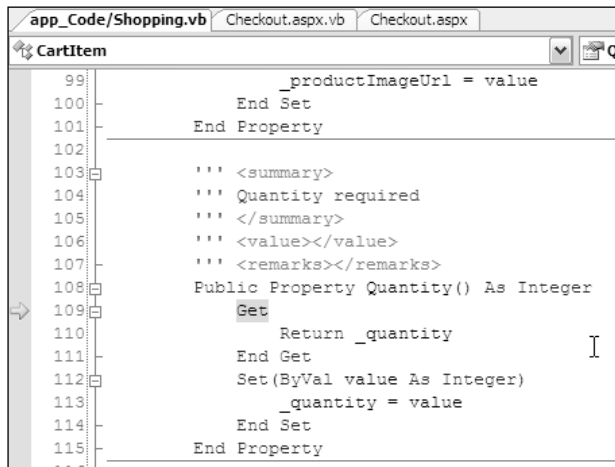 app_Code/Shopping.vb Checkout.aspx.vb Checkout.aspx
CartItem
99 _productImageUrl = value
100 End Set
101 End Property
102
103 ''' <summary>
104 ''' Quantity required
105 ''' </summary>
106 ''' <value></value>
107 ''' <remarks></remarks>
108 Public Property Quantity() As Integer
109 Get
110 Return _quantity
111 End Get
112 Set(ByVal value As Integer)
113 _quantity = value
114 End Set
115 End Property